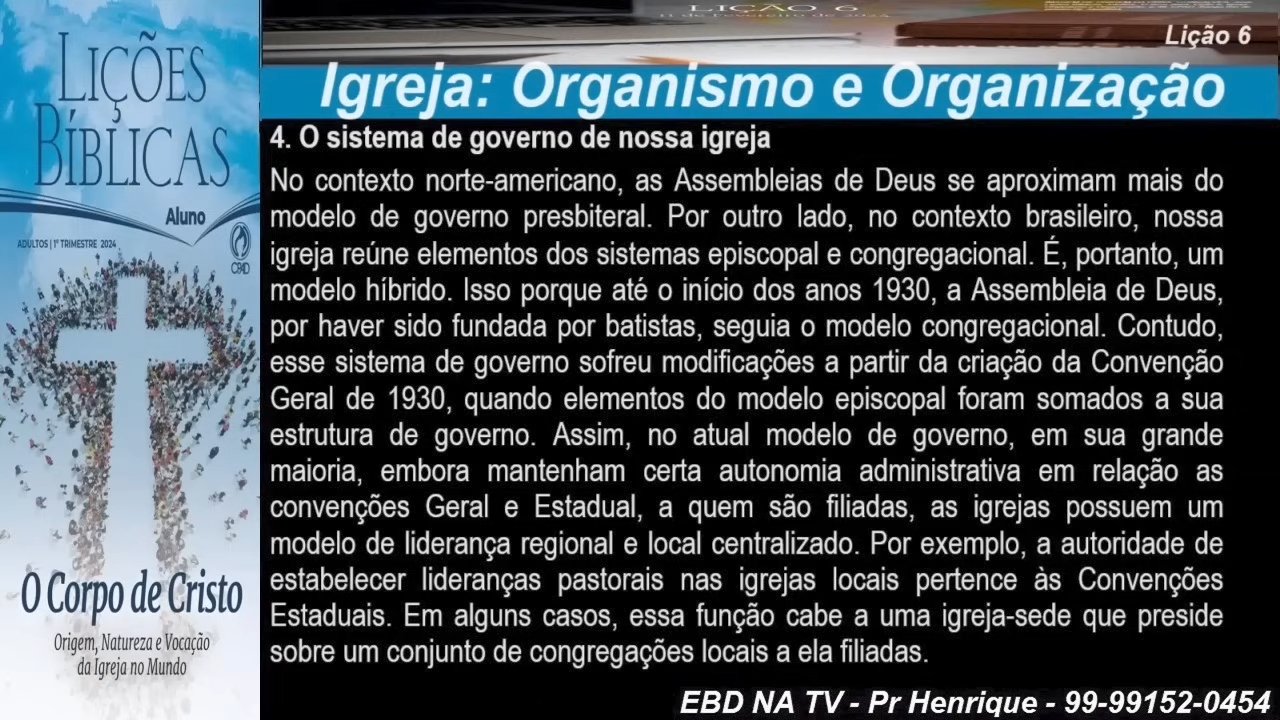 LIÇÕES
BÍBLICAS
Aluno
ADULTOS | 1º TRIMESTRE 2024
CPAD
O Corpo de Cristo
Origem, Natureza e Vocação
da Igreja no Mundo
LIÇÃO 6
11 de Fevereiro de 2024
Lição 6
Igreja: Organismo e Organização
4. O sistema de governo de nossa igreja
No contexto norte-americano, as Assembleias de Deus se aproximam mais do
modelo de governo presbiteral. Por outro lado, no contexto brasileiro, nossa
igreja reúne elementos dos sistemas episcopal e congregacional. É, portanto, um
modelo híbrido. Isso porque até o início dos anos 1930, a Assembleia de Deus,
por haver sido fundada por batistas, seguia o modelo congregacional. Contudo,
esse sistema de governo sofreu modificações a partir da criação da Convenção
Geral de 1930, quando elementos do modelo episcopal foram somados a sua
estrutura de governo. Assim, no atual modelo de governo, em sua grande
maioria, embora mantenham certa autonomia administrativa em relação as
convenções Geral e Estadual, a quem são filiadas, as igrejas possuem um
modelo de liderança regional e local centralizado. Por exemplo, a autoridade de
estabelecer lideranças pastorais nas igrejas locais pertence às Convenções
Estaduais. Em alguns casos, essa função cabe a uma igreja-sede que preside
sobre um conjunto de congregações locais a ela filiadas.
EBD NA TV - Pr Henrique - 99-99152-0454